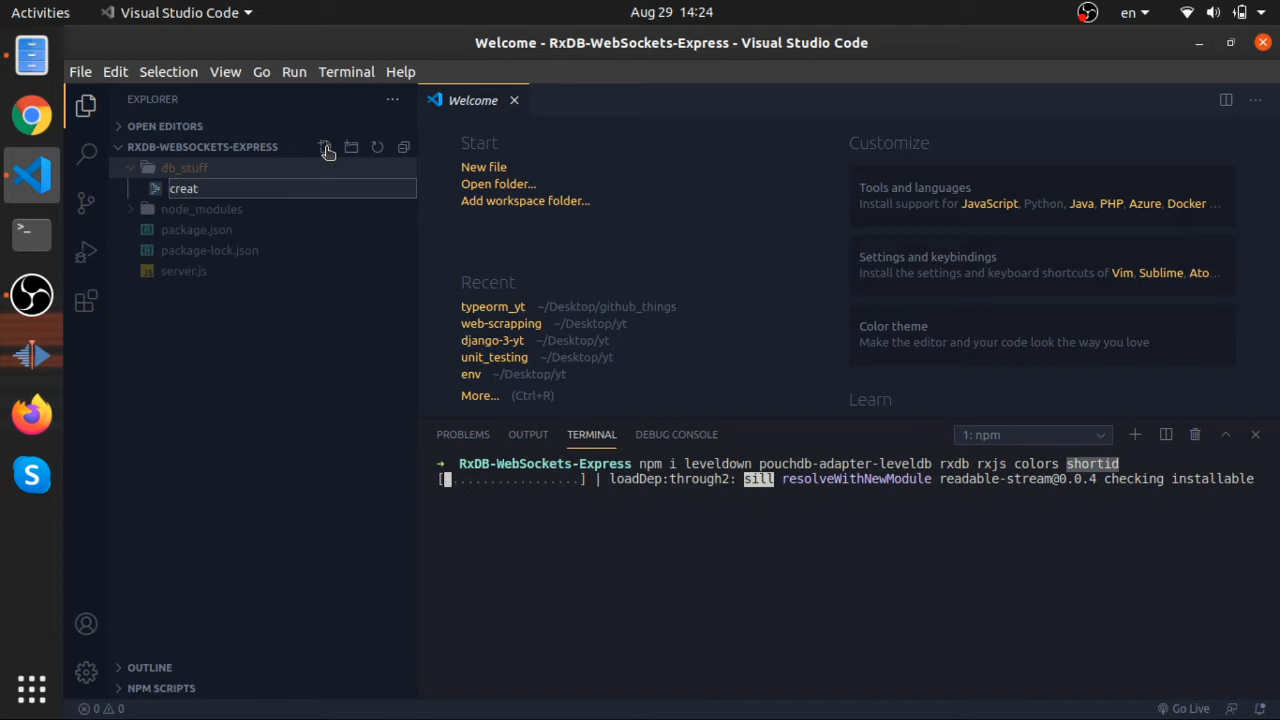 Activities
Visual Studio Code
Aug 29 14:24
en
Welcome - RxDB-WebSockets-Express - Visual Studio Code
File Edit Selection View Go Run Terminal Help
EXPLORER
OPEN EDITORS
RXDB-WEBSOCKETS-EXPRESS
db_stuff
creat
node_modules
package.json
package-lock.json
server.js
OUTLINE
NPM SCRIPTS
Welcome
Start
New file
Open folder...
Add workspace folder...
Recent
typeorm_yt ~/Desktop/github_things
web-scrapping ~/Desktop/yt
django-3-yt ~/Desktop/yt
unit_testing ~/Desktop/yt
env ~/Desktop/yt
More... (Ctrl+R)
Customize
Tools and languages
Install support for JavaScript, Python, Java, PHP, Azure, Docker ...
Settings and keybindings
Install the settings and keyboard shortcuts of Vim, Sublime, Ato...
Color theme
Make the editor and your code look the way you love
Learn
PROBLEMS OUTPUT TERMINAL DEBUG CONSOLE
1: npm
➜ RxDB-WebSockets-Express npm i leveldown pouchdb-adapter-leveldb rxdb rxjs colors shortid
[ .................] | loadDep:through2: sill resolveWithNewModule readable-stream@0.0.4 checking installable
0 0
Go Live